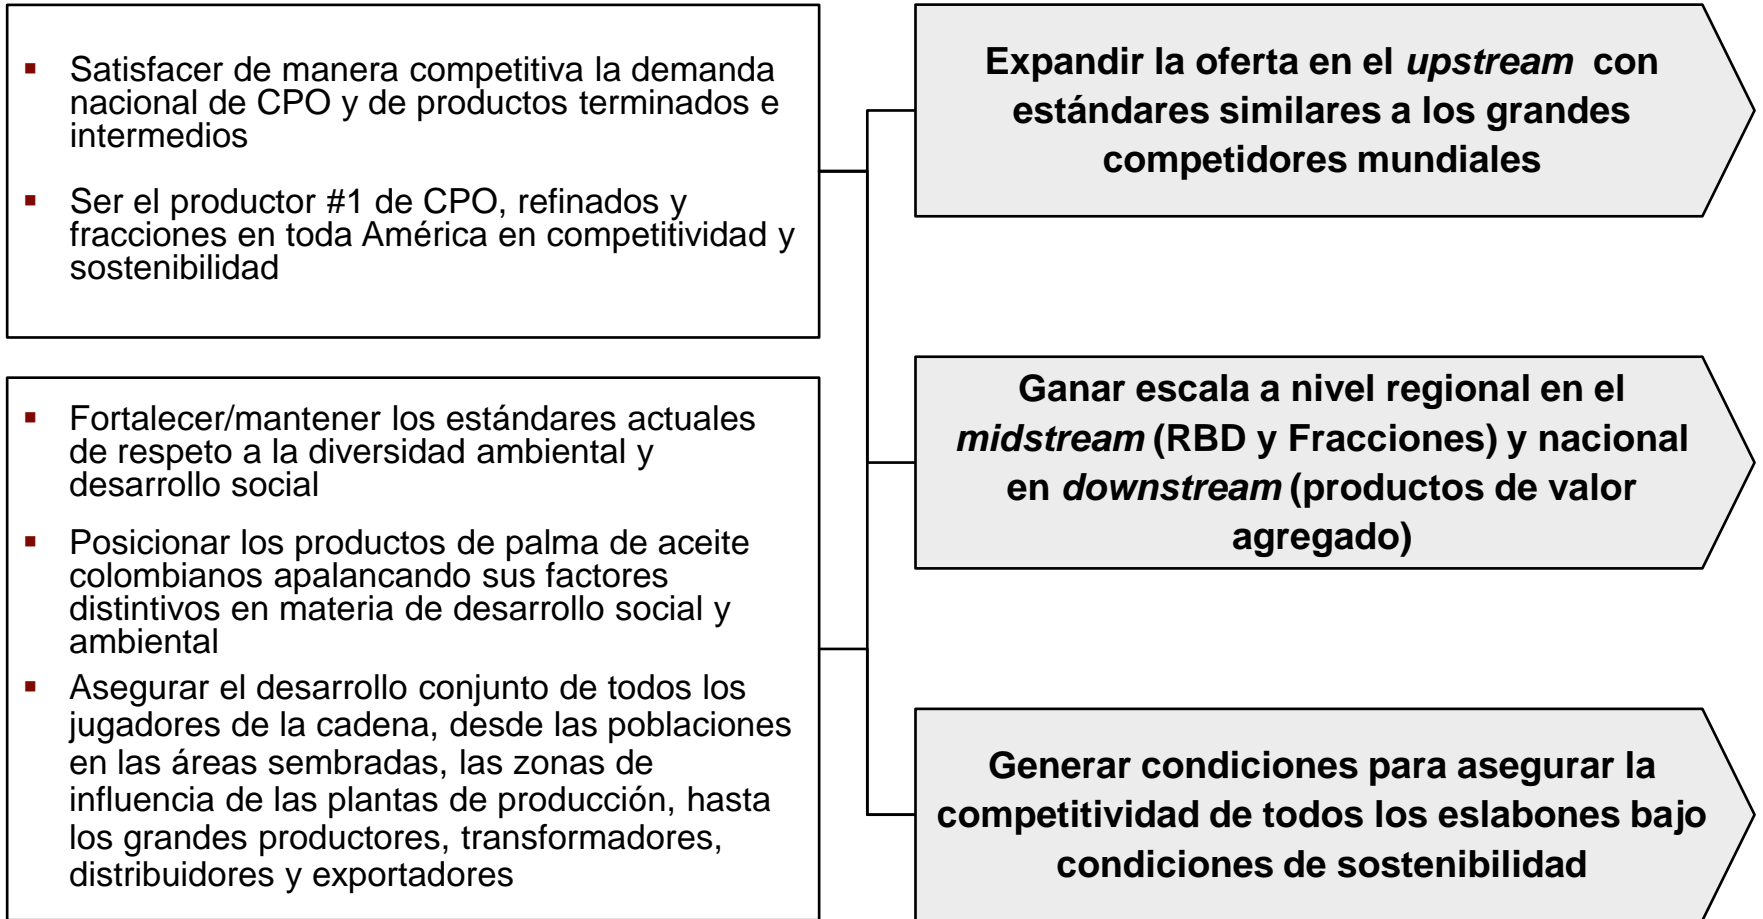 ▪ Satisfacer de manera competitiva la demanda
nacional de CPO y de productos terminados e
intermedios
▪ Ser el productor #1 de CPO, refinados y
fracciones en toda América en competitividad y
sostenibilidad
▪ Fortalecer/mantener los estándares actuales
de respeto a la diversidad ambiental y
desarrollo social
▪ Posicionar los productos de palma de aceite
colombianos apalancando sus factores
distintivos en materia de desarrollo social y
ambiental
▪ Asegurar el desarrollo conjunto de todos los
jugadores de la cadena, desde las poblaciones
en las áreas sembradas, las zonas de
influencia de las plantas de producción, hasta
los grandes productores, transformadores,
distribuidores y exportadores
Expandir la oferta en el upstream con
estándares similares a los grandes
competidores mundiales
Ganar escala a nivel regional en el
midstream (RBD y Fracciones) y nacional
en downstream (productos de valor
agregado)
Generar condiciones para asegurar la
competitividad de todos los eslabones bajo
condiciones de sostenibilidad